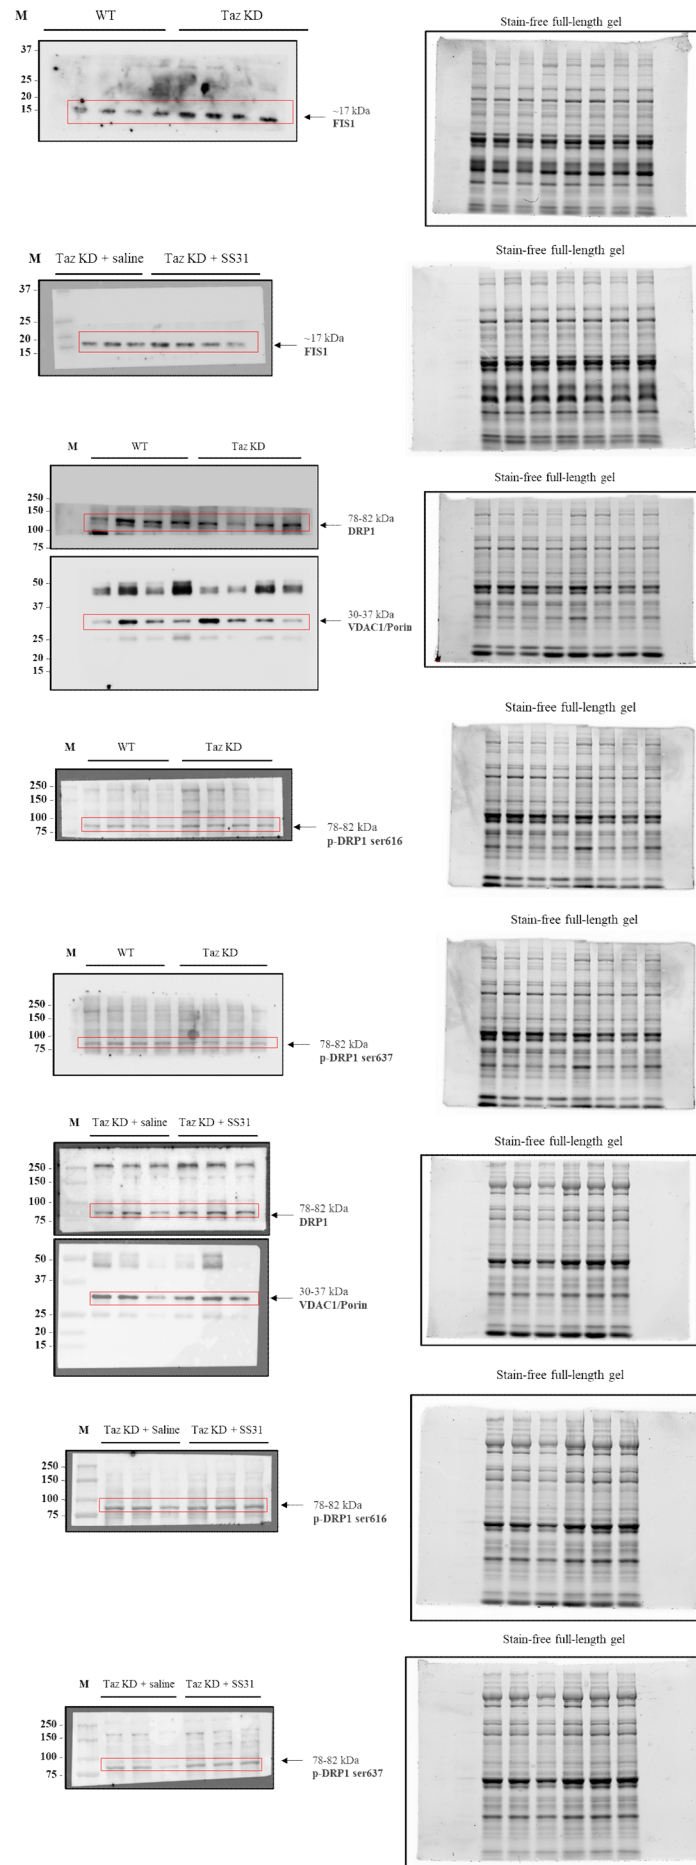 M WT Taz KD
Stain-free full-length gel
37
25
20
15
~17 kDa
FIS1
M Taz KD + saline Taz KD + SS31
Stain-free full-length gel
37
25
20
15
~17 kDa
FIS1
M WT Taz KD
Stain-free full-length gel
250
150
100
75
78-82 kDa
DRP1
50
37
25
20
15
30-37 kDa
VDAC1/Porin
Stain-free full-length gel
M WT Taz KD
250
150
100
75
78-82 kDa
p-DRP1 ser616
Stain-free full-length gel
M WT Taz KD
250
150
100
75
78-82 kDa
p-DRP1 ser637
M Taz KD + saline Taz KD + SS31
Stain-free full-length gel
250
150
100
75
78-82 kDa
DRP1
50
37
25
20
15
30-37 kDa
VDAC1/Porin
Stain-free full-length gel
M Taz KD + Saline Taz KD + SS31
250
150
100
75
78-82 kDa
p-DRP1 ser616
Stain-free full-length gel
M Taz KD + saline Taz KD + SS31
250
150
100
75
78-82 kDa
p-DRP1 ser637